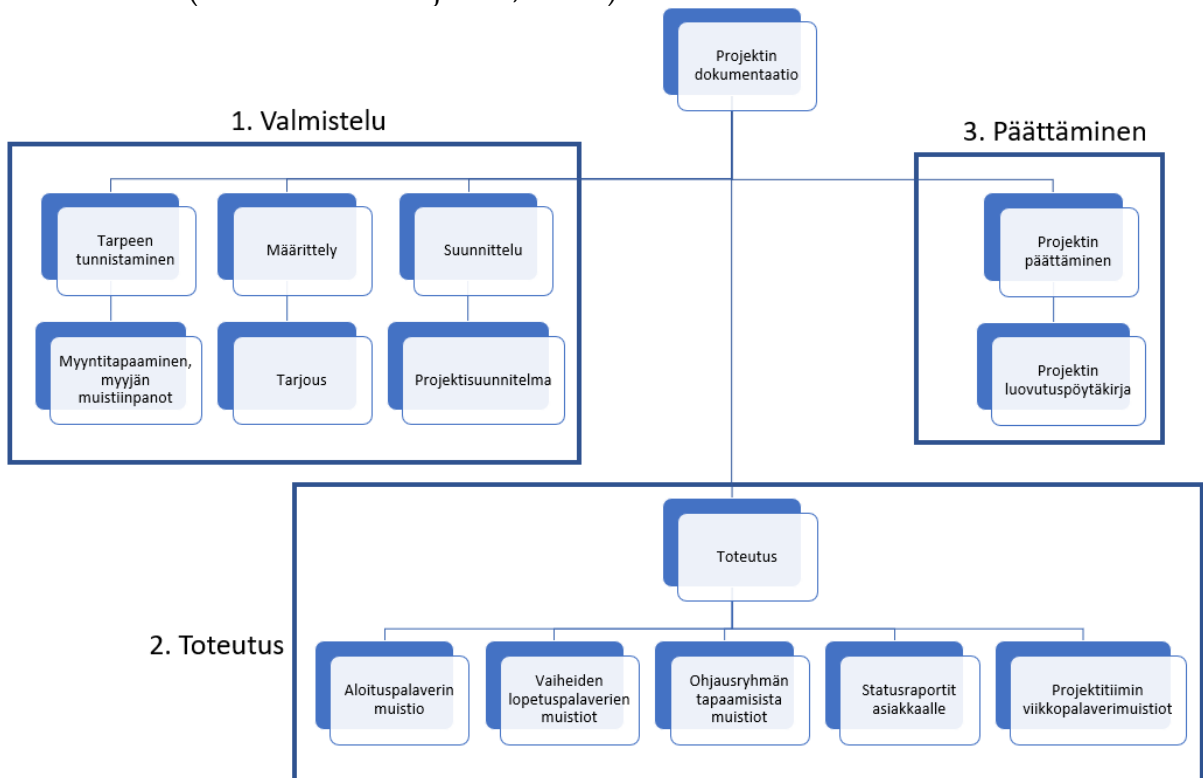 Projektin
dokumentaatio
1. Valmistelu
3. Päättäminen
Tarpeen
tunnistaminen
Määrittely
Suunnittelu
Projektin
päättäminen
Myyntitapaaminen,
myyjän
muistiinpanot
Tarjous
Projektisuunnitelma
Projektin
luovutuspöytäkirja
Toteutus
2. Toteutus
Aloituspalaverin
muistio
Vaiheiden
lopetuspalaverien
muistiot
Ohjausryhmän
tapaamisista
muistiot
Statusraportit
asiakkaalle
Projektitiimin
viikkopalaverimuistiot